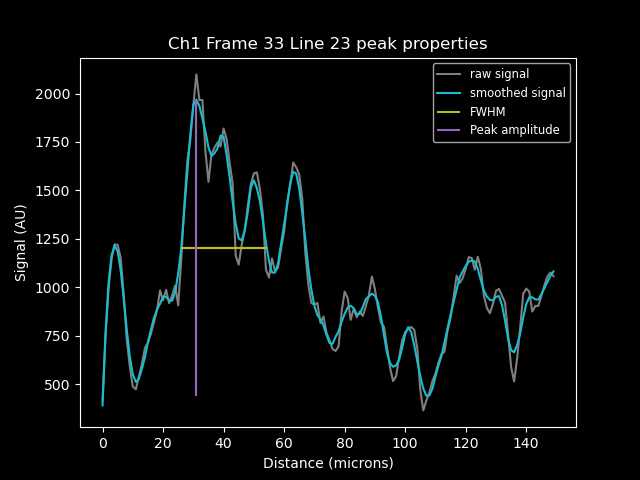 Ch1 Frame 33 Line 23 peak properties
raw signal
smoothed signal
FWHM
Peak amplitude
Signal (AU)
2000
1750
1500
1250
1000
750
500
0 20 40 60 80 100 120 140
Distance (microns)